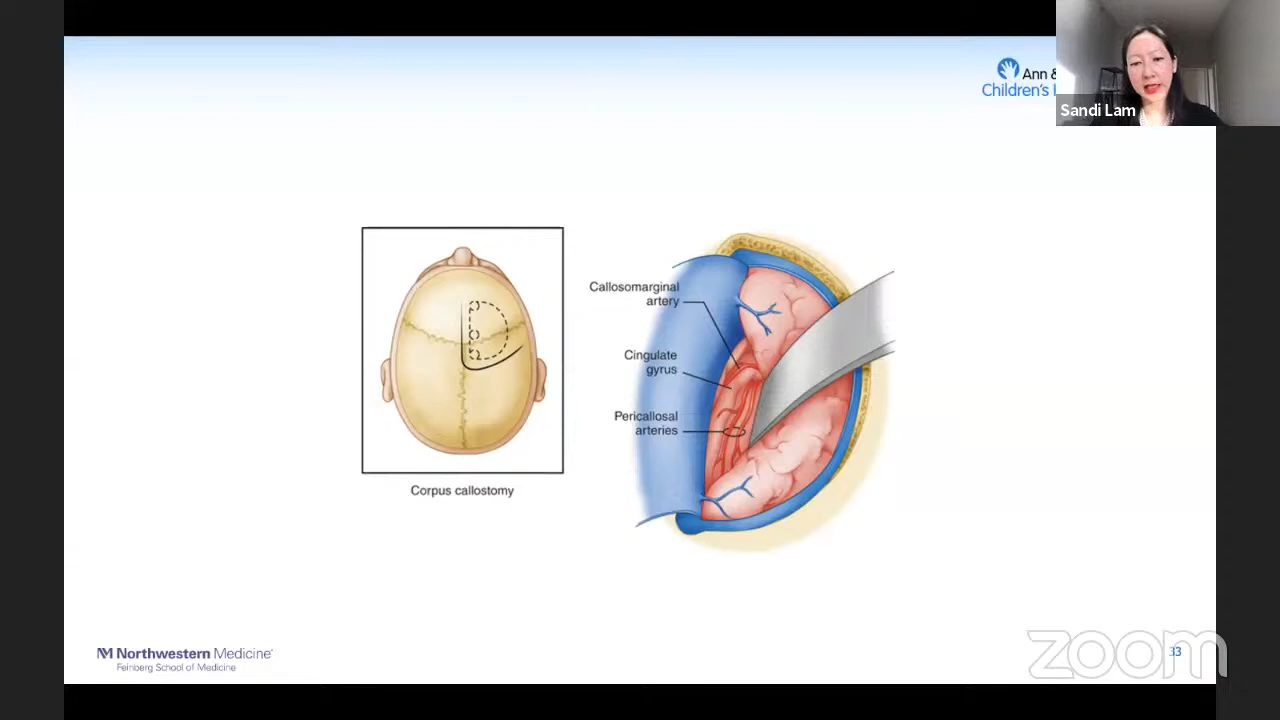 Ann &
Children's
Sandi Lam
Callosomarginal
artery
Cingulate
gyrus
Pericallosal
arteries
Corpus callostomy
Northwestern Medicine
Feinberg School of Medicine
zoom
33